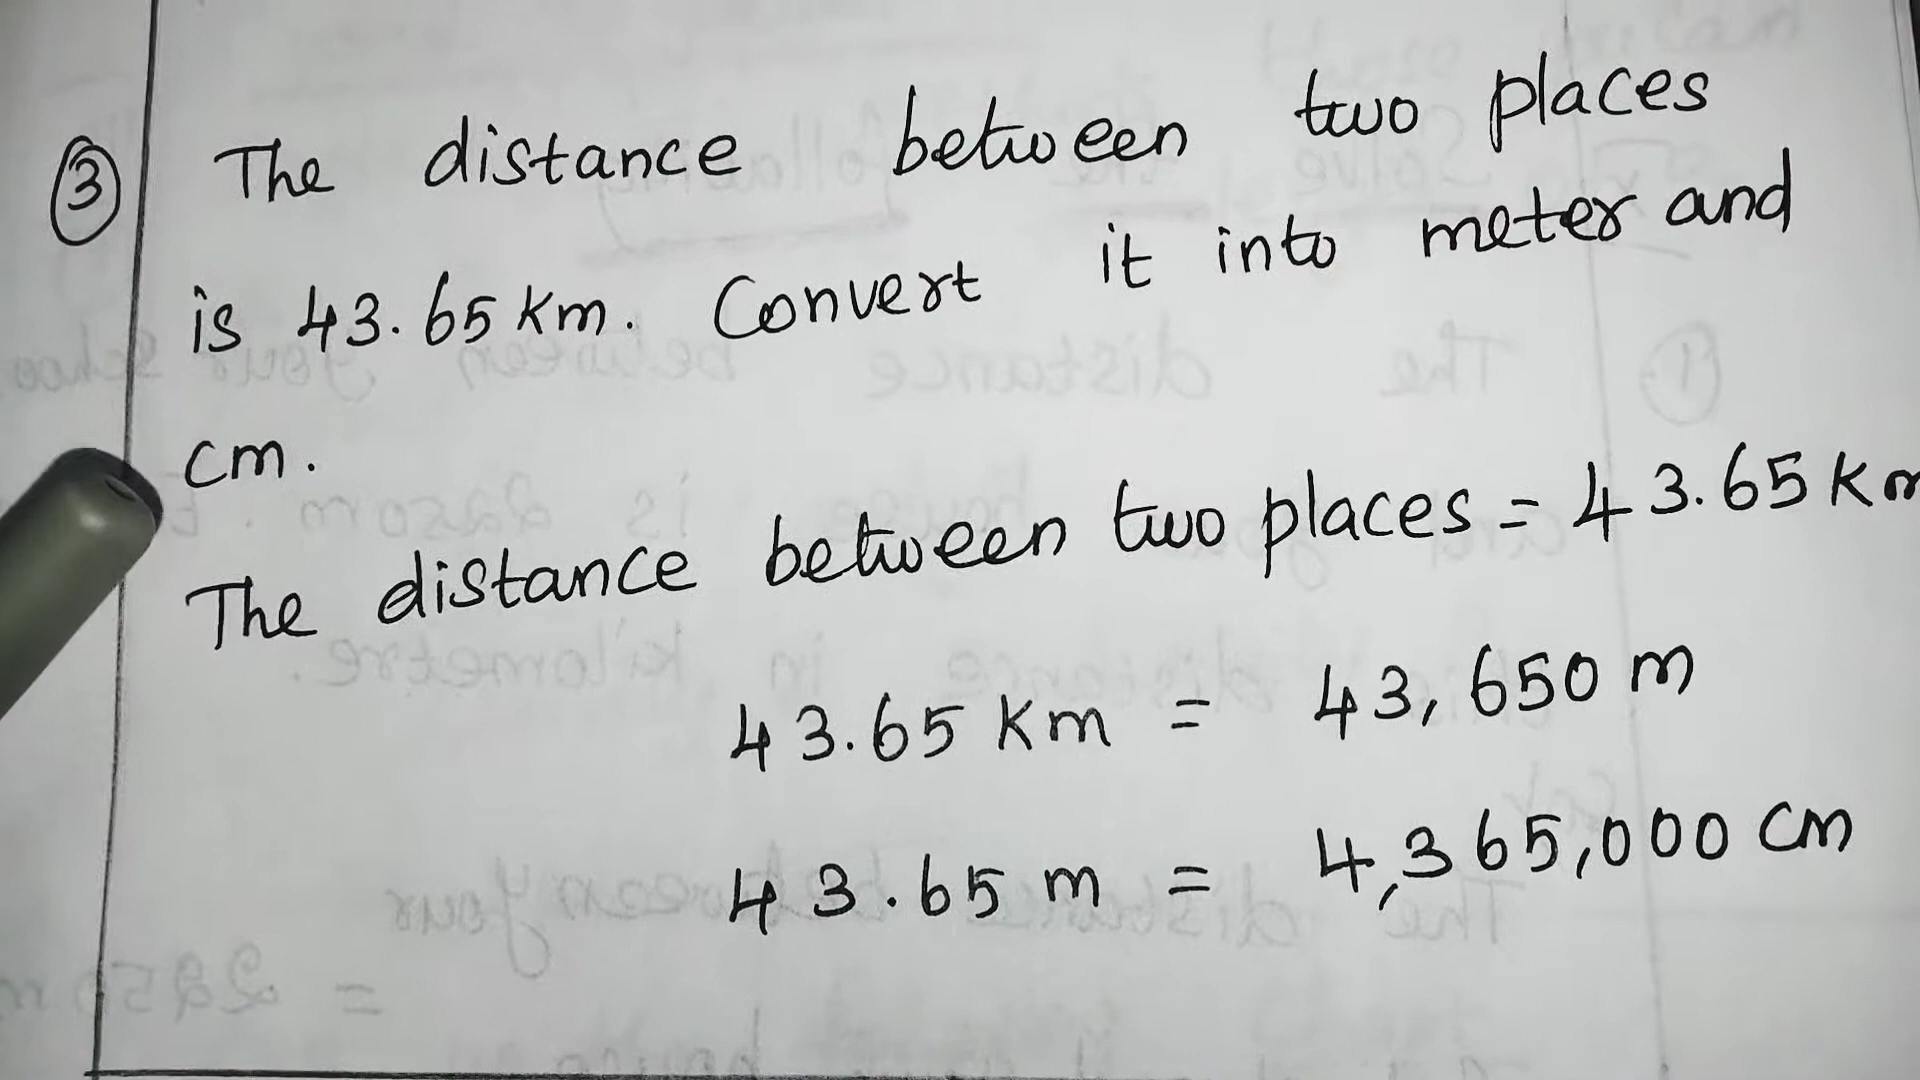 ③ The distance between two places
is 43.65 km. Convert it into meter and
cm.
The distance between two places = 43.65 km
43.65 km = 43,650 m
43.65 m = 4,365,000 cm